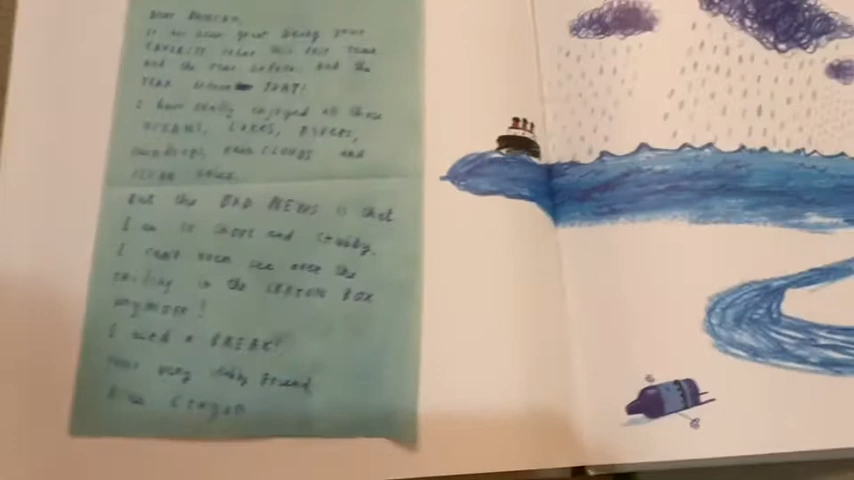 Dear Duncan,
It has been great being your
FAVORITE color this past year.
And the year before. And the
YEAR before THAT!
I have really enjoyed all those
OCEANS, LAKES, RIVERS,
raindrops, rain CLOUDS and
But the BAD NEWS is that
I am so short and stubby,
I can't even see over the
railing in the CRAYON BOX
anymore!
I need a BREAK!
Your very stubby friend,
Blue Crayon